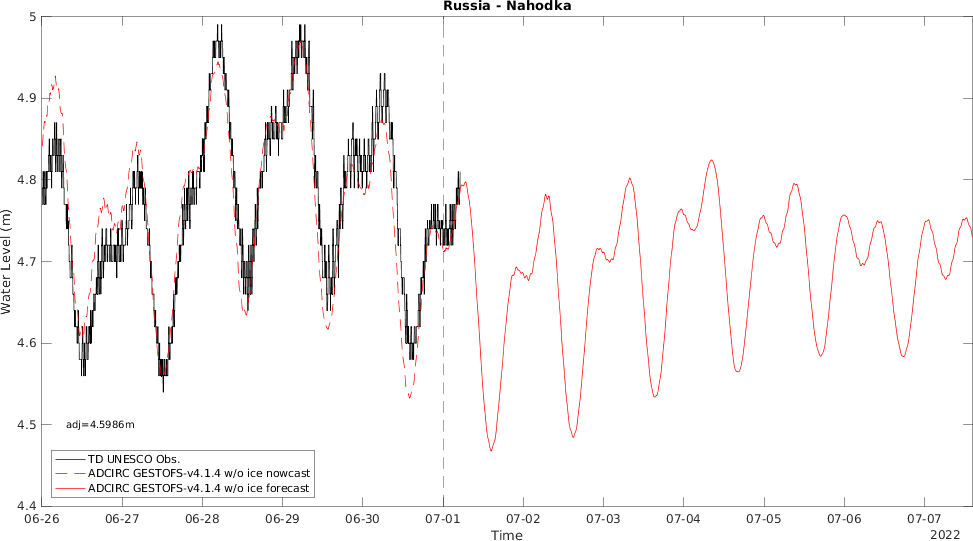 Russia - Nahodka
5
4.9
4.8
4.7
4.6
4.5
4.4
Water Level (m)
adj=4.5986m
TD UNESCO Obs.
ADCIRC GESTOFS-v4.1.4 w/o ice nowcast
ADCIRC GESTOFS-v4.1.4 w/o ice forecast
06-26 06-27 06-28 06-29 06-30 07-01 07-02 07-03 07-04 07-05 07-06 07-07
Time
2022